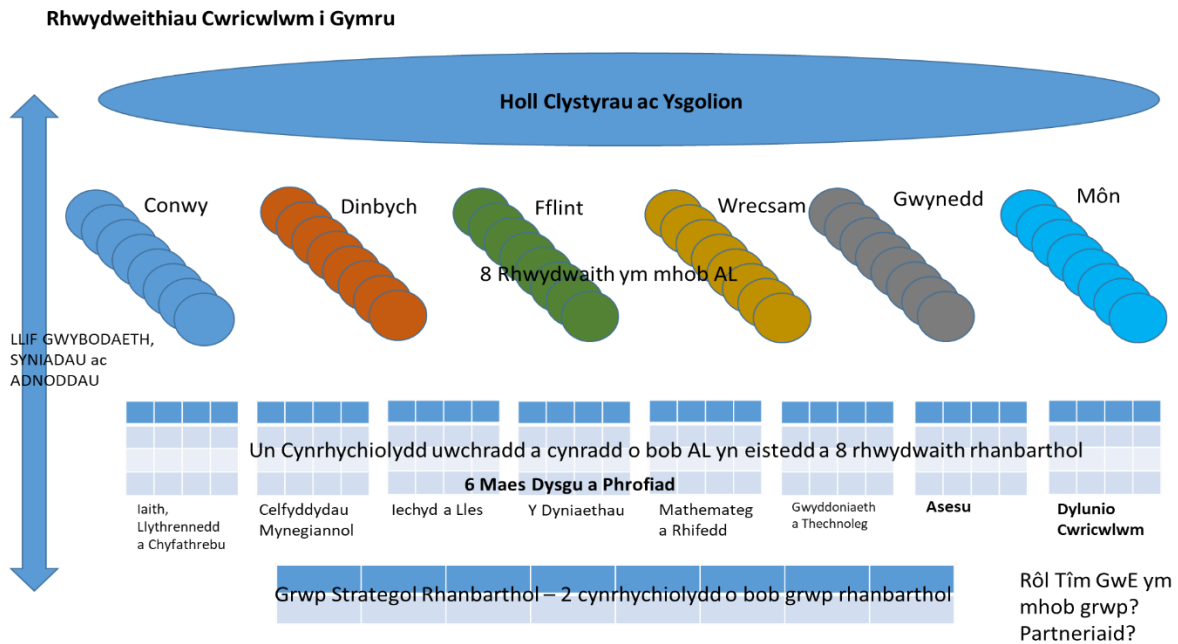 Rhwydweithiau Cwricwlwm i Gymru
Holl Clystyrau ac Ysgolion
Conwy
Dinbych
Fflint
Wrecsam
Gwynedd
Môn
8 Rhwydwaith ym mhob AL
LLIF GWYBODAETH,
SYNIADAU ac
ADNODDAU
Un Cynrhychiolydd uwchradd a cynradd o bob AL yn eistedd a 8 rhwydwaith rhanbarthol
6 Maes Dysgu a Phrofiad
Iaith,
Llythrennedd
a Chyfathrebu
Celfyddydau
Mynegiannol
Iechyd a Lles
Y Dyniaethau
Mathemateg
a Rhifedd
Gwyddoniaeth
a Thechnoleg
Asesu
Dylunio
Cwricwlwm
Grwp Strategol Rhanbarthol – 2 cynrhychiolydd o bob grwp rhanbarthol
Rôl Tîm GwE ym
mhob grwp?
Partneriaid?